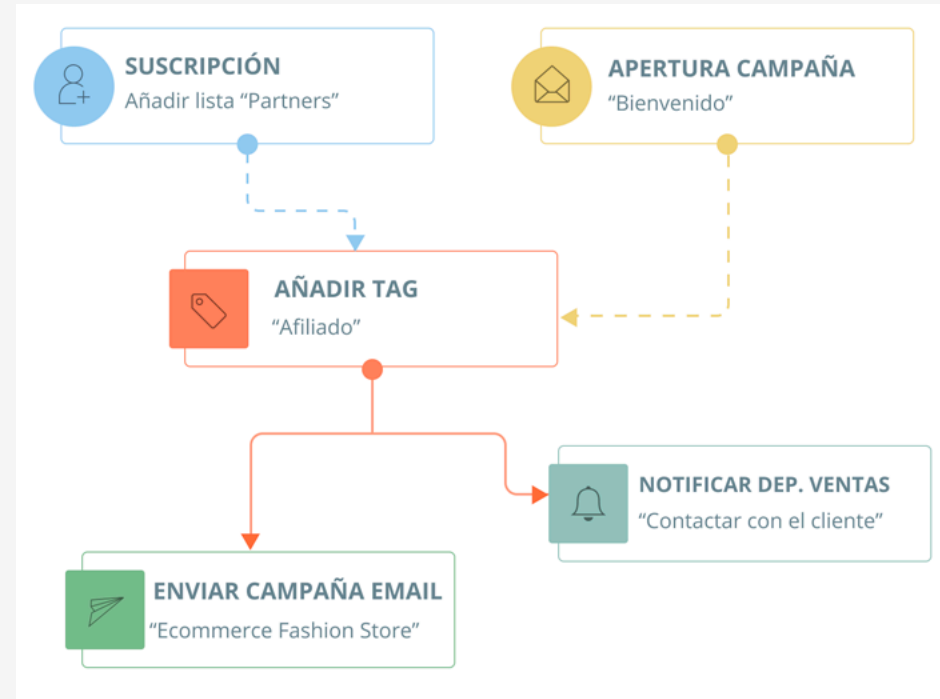 SUSCRIPCIÓN
Añadir lista “Partners”
APERTURA CAMPAÑA
“Bienvenido”
AÑADIR TAG
“Afiliado”
NOTIFICAR DEP. VENTAS
“Contactar con el cliente”
ENVIAR CAMPAÑA EMAIL
“Ecommerce Fashion Store”